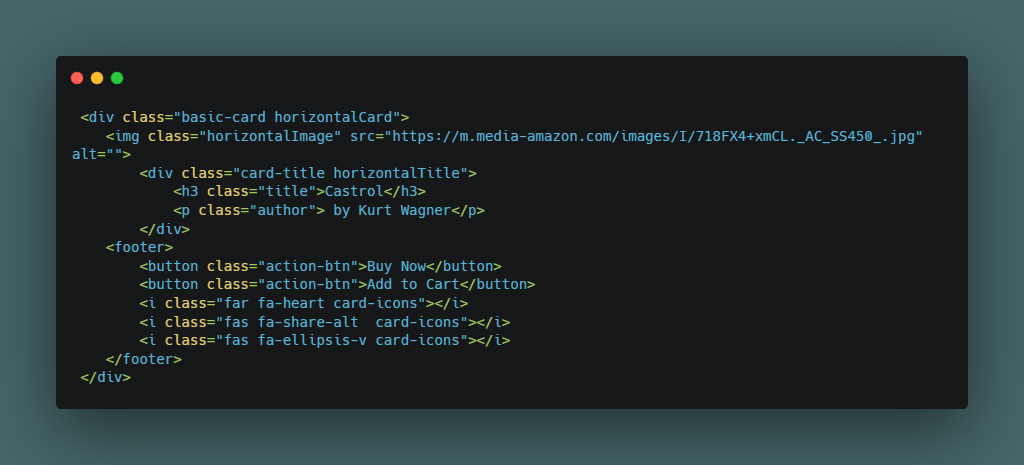 <div class="basic-card horizontalCard">
<img class="horizontalImage" src="https://m.media-amazon.com/images/I/718FX4+xmCL._AC_SS450_.jpg"
alt="">
<div class="card-title horizontalTitle">
<h3 class="title">Castrol</h3>
<p class="author"> by Kurt Wagner</p>
</div>
<footer>
<button class="action-btn">Buy Now</button>
<button class="action-btn">Add to Cart</button>
<i class="far fa-heart card-icons"></i>
<i class="fas fa-share-alt  card-icons"></i>
<i class="fas fa-ellipsis-v card-icons"></i>
</footer>
</div>